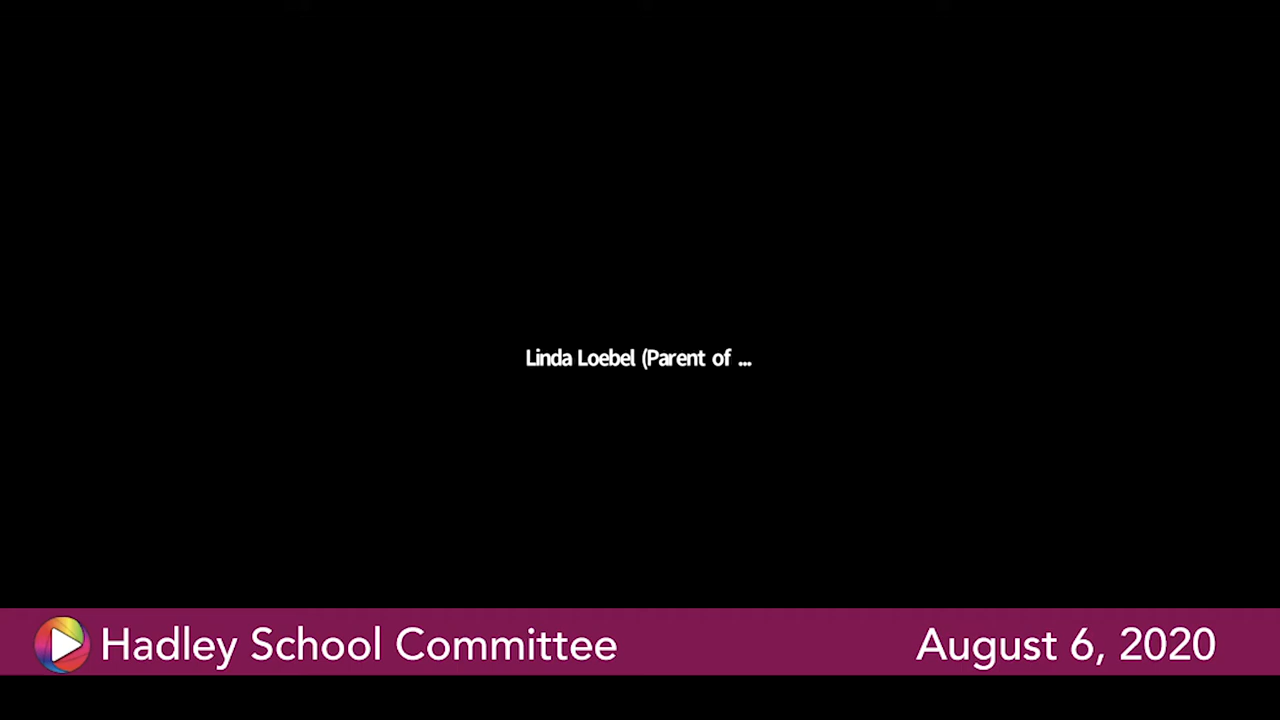 Linda Loebel (Parent of ...
Hadley School Committee
August 6, 2020